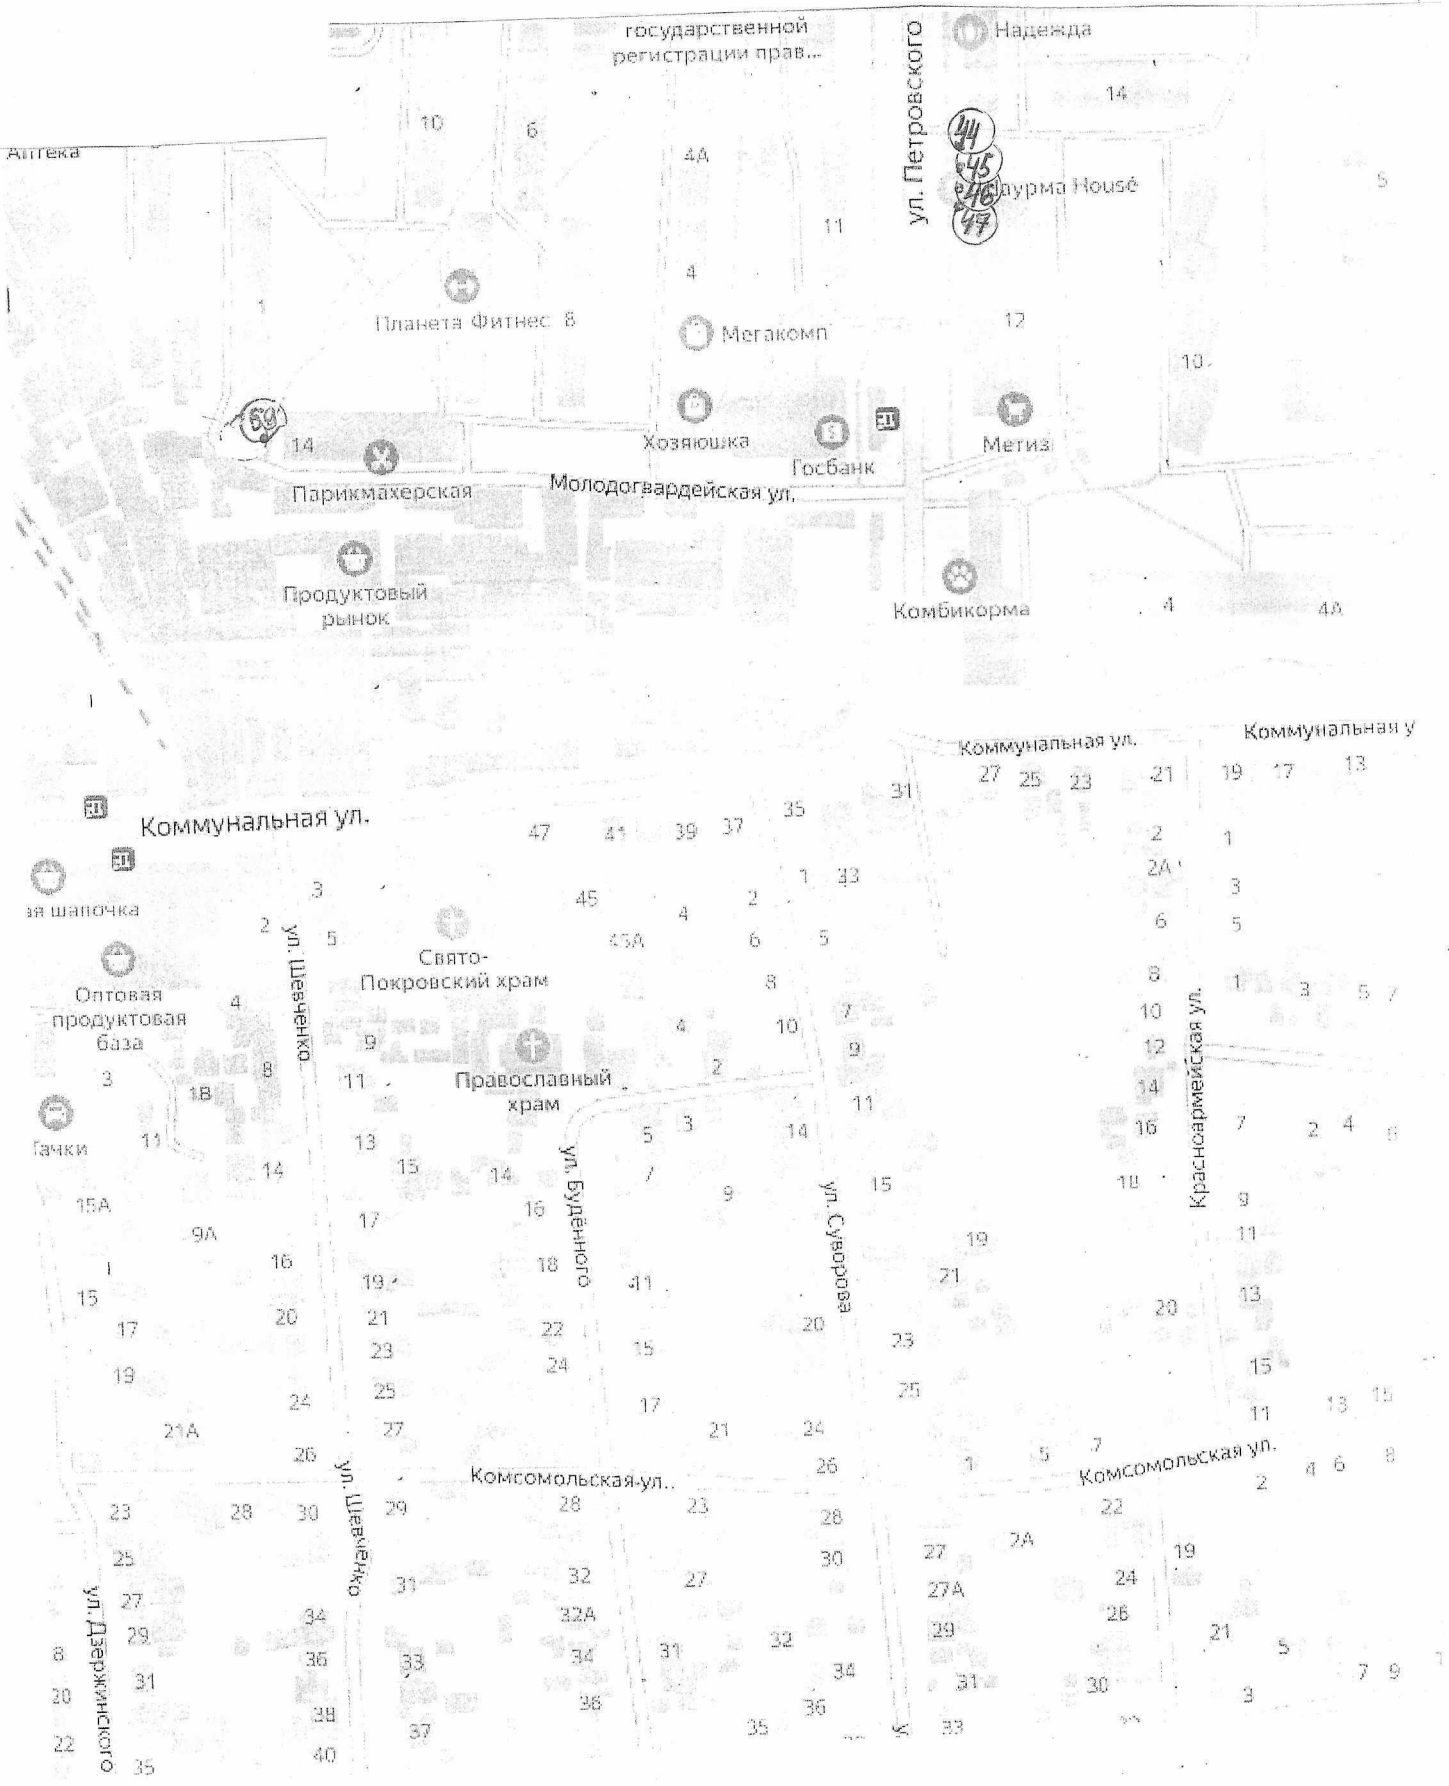 государственной
регистрации прав...
ул. Петровского
Надежда
14
10
6
44
Аптека
4А
45
46
House
5
47
11
4
1
Планета Фитнес 8
Мегакомп
12
10
59
14
Хозяюшка
Госбанк
Метиз
Парикмахерская
Молодогвардейская ул.
Продуктовый
рынок
Комбикорма
4
4А
Коммунальная ул.
Коммунальная у
27 25 23 21 19 17 13
31
35
Коммунальная ул.
47 41 39 37
2 1
1 33
2А
3
3
ая шапочка
2
45
4
2
6
5
ул. Шевченко
5
45А
6
5
Свято-
Покровский храм
8
8
1 3 5 7
Оптовая
продуктовая
база
4
4
10
7
10
Красноармейская ул.
9
9
12
Православный
храм
2
3
1В
8
11
14
11
Тачки
11
13
5 3
14
16
7
2 4 6
14
15
14
ул. Будённого
7
9
ул. Суворова
15
18
9
15А
9А
17
16
19
11
16
18
21
15
19
11
13
17
20
21
22
20
20
23
23
24
15
19
25
25
15
24
17
11
13 15
21А
27
21
24
26
ул. Шевченко
Комсомольская ул.
26
1 5 7
Комсомольская ул.
2
4 6 8
23 28 30 29
28
23
28
22
2А
25
30
27
19
ул. Дзержинского
27
31
32
27
27А
24
34
32А
26
29
29
21
8
36
33
34
31
32
5
31
34
31
30
7 9
20
38
36
36
3
22
37
35
33
40
35